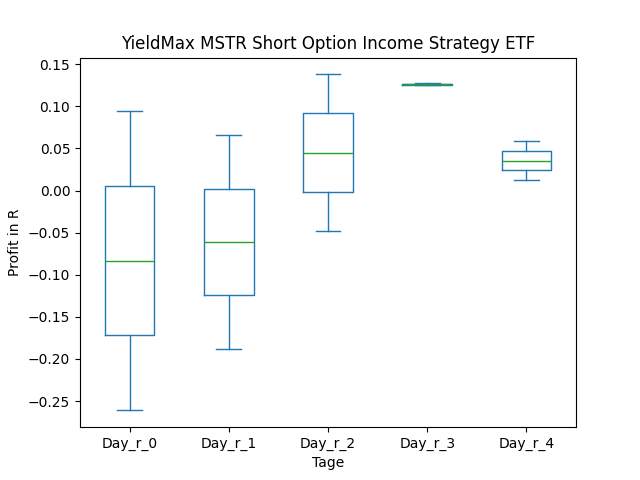 YieldMax MSTR Short Option Income Strategy ETF
0.15
0.10
0.05
0.00
−0.05
−0.10
−0.15
−0.20
−0.25
Profit in R
Day_r_0 Day_r_1 Day_r_2 Day_r_3 Day_r_4
Tage